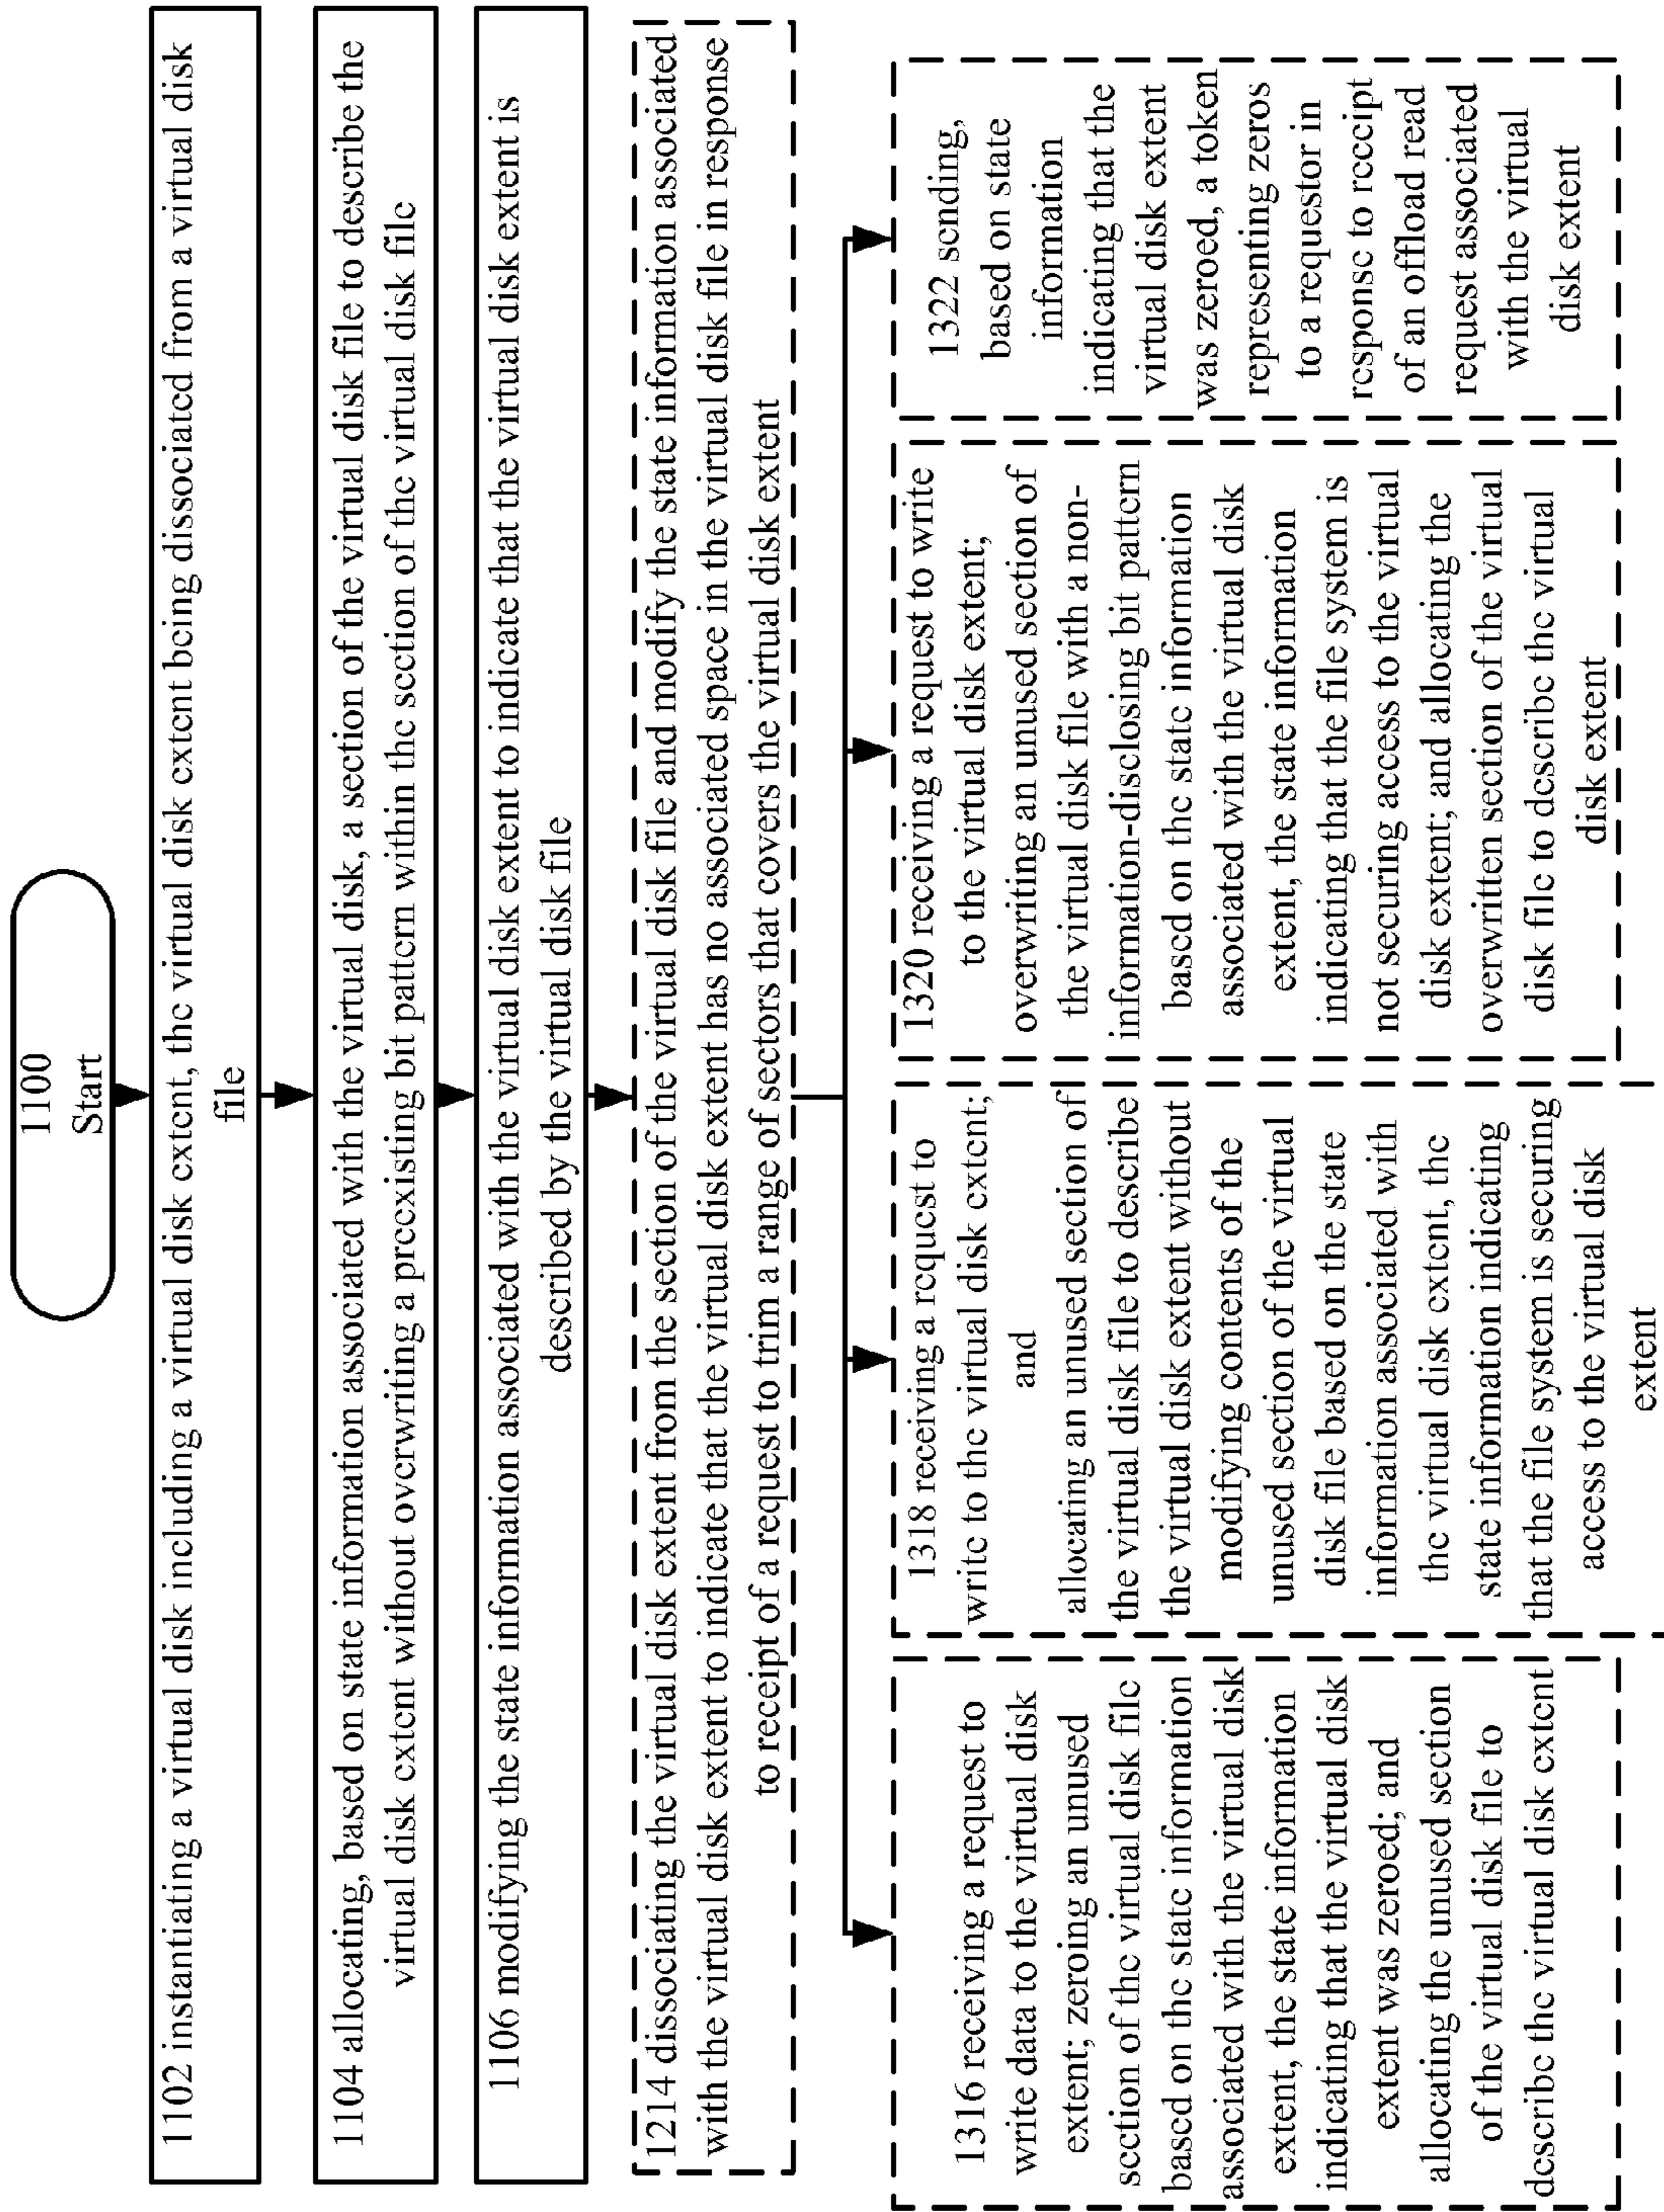 1100
Start
1102 instantiating a virtual disk including a virtual disk extent, the virtual disk extent being dissociated from a virtual disk
file
1104 allocating, based on state information associated with the virtual disk, a section of the virtual disk file to describe the
virtual disk extent without overwriting a preexisting bit pattern within the section of the virtual disk file
1106 modifying the state information associated with the virtual disk extent to indicate that the virtual disk extent is
described by the virtual disk file
1214 dissociating the virtual disk extent from the section of the virtual disk file and modify the state information associated
with the virtual disk extent to indicate that the virtual disk extent has no associated space in the virtual disk file in response
to receipt of a request to trim a range of sectors that covers the virtual disk extent
1316 receiving a request to
write data to the virtual disk
extent; zeroing an unused
section of the virtual disk file
based on the state information
associated with the virtual disk
extent, the state information
indicating that the virtual disk
extent was zeroed; and
allocating the unused section
of the virtual disk file to
describe the virtual disk extent
1318 receiving a request to
write to the virtual disk extent;
and
allocating an unused section of
the virtual disk file to describe
the virtual disk extent without
modifying contents of the
unused section of the virtual
disk file based on the state
information associated with
the virtual disk extent, the
state information indicating
that the file system is securing
access to the virtual disk
extent
1320 receiving a request to write
to the virtual disk extent;
overwriting an unused section of
the virtual disk file with a non-
information-disclosing bit pattern
based on the state information
associated with the virtual disk
extent, the state information
indicating that the file system is
not securing access to the virtual
disk extent; and allocating the
overwritten section of the virtual
disk file to describe the virtual
disk extent
1322 sending,
based on state
information
indicating that the
virtual disk extent
was zeroed, a token
representing zeros
to a requestor in
response to receipt
of an offload read
request associated
with the virtual
disk extent